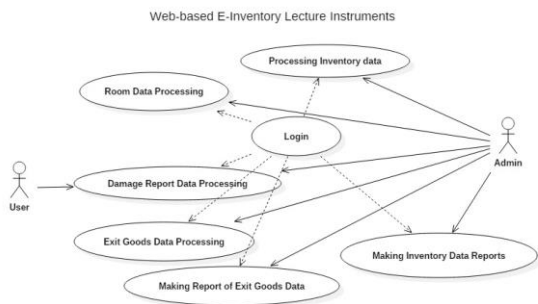 Web-based E-Inventory Lecture Instruments
Processing Inventory data
Room Data Processing
Login
Admin
User
Damage Report Data Processing
Exit Goods Data Processing
Making Inventory Data Reports
Making Report of Exit Goods Data